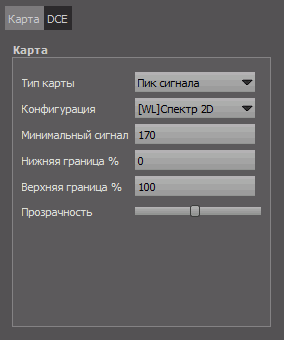 Карта DCE
Карта
Тип карты Пик сигнала
Конфигурация [WL]Спектр 2D
Минимальный сигнал 170
Нижняя граница % 0
Верхняя граница % 100
Прозрачность